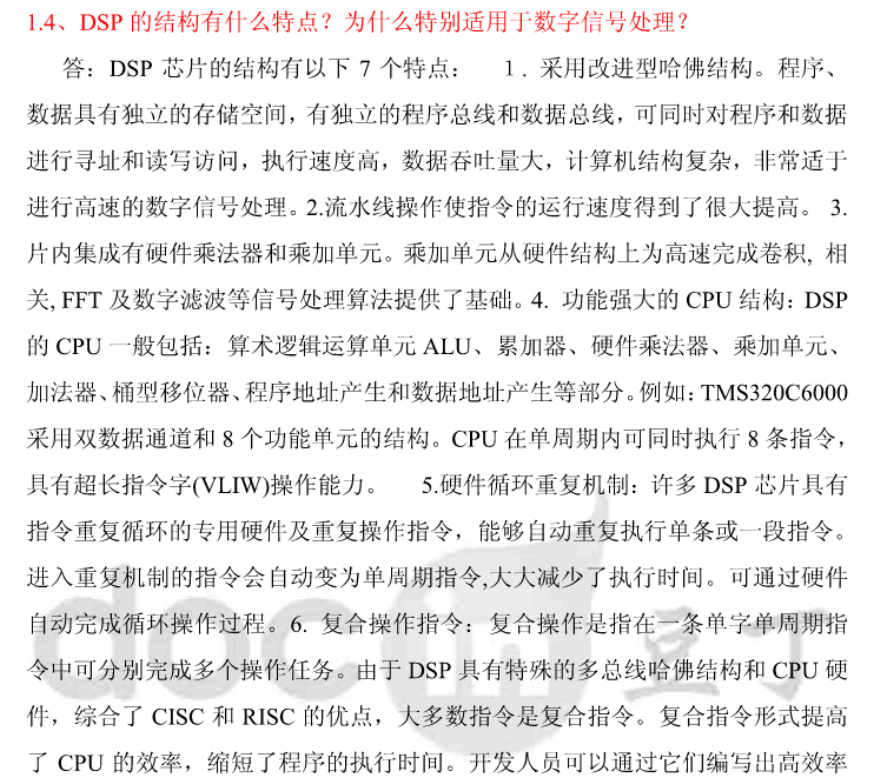 1.4、DSP 的结构有什么特点？为什么特别适用于数字信号处理？
答：DSP 芯片的结构有以下 7 个特点： １. 采用改进型哈佛结构。程序、
数据具有独立的存储空间，有独立的程序总线和数据总线，可同时对程序和数据
进行寻址和读写访问，执行速度高，数据吞吐量大，计算机结构复杂，非常适于
进行高速的数字信号处理。2.流水线操作使指令的运行速度得到了很大提高。 3.
片内集成有硬件乘法器和乘加单元。乘加单元从硬件结构上为高速完成卷积, 相
关, FFT 及数字滤波等信号处理算法提供了基础。4. 功能强大的 CPU 结构：DSP
的 CPU 一般包括：算术逻辑运算单元 ALU、累加器、硬件乘法器、乘加单元、
加法器、桶型移位器、程序地址产生和数据地址产生等部分。例如：TMS320C6000
采用双数据通道和 8 个功能单元的结构。CPU 在单周期内可同时执行 8 条指令，
具有超长指令字(VLIW)操作能力。 5.硬件循环重复机制：许多 DSP 芯片具有
指令重复循环的专用硬件及重复操作指令，能够自动重复执行单条或一段指令。
进入重复机制的指令会自动变为单周期指令,大大减少了执行时间。可通过硬件
自动完成循环操作过程。6. 复合操作指令：复合操作是指在一条单字单周期指
令中可分别完成多个操作任务。由于 DSP 具有特殊的多总线哈佛结构和 CPU 硬
件，综合了 CISC 和 RISC 的优点，大多数指令是复合指令。复合指令形式提高
了 CPU 的效率，缩短了程序的执行时间。开发人员可以通过它们编写出高效率
docin 豆丁